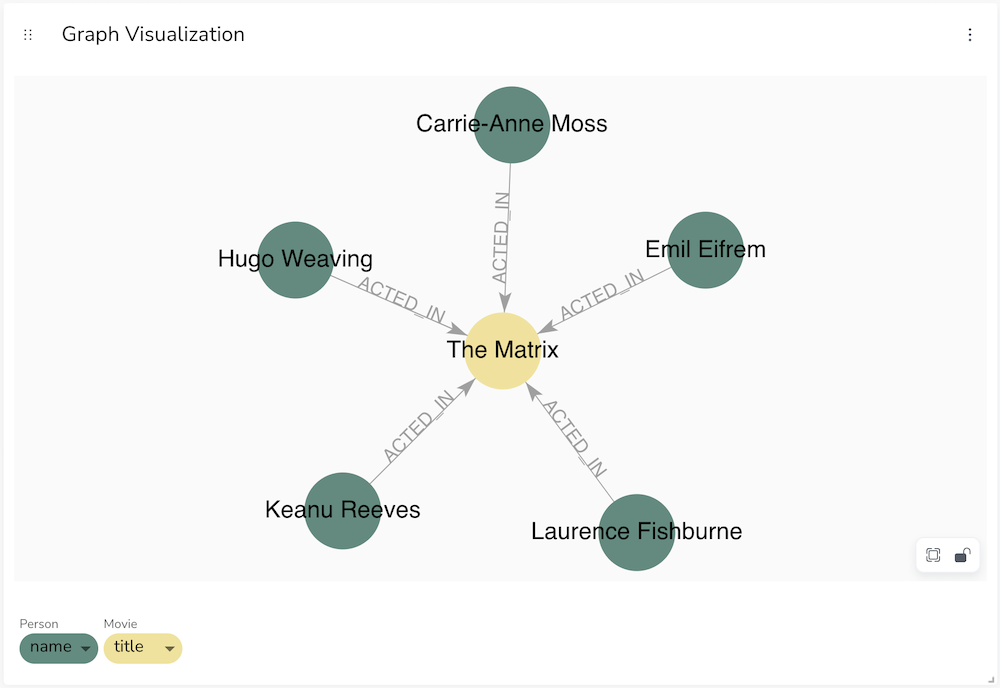 Graph Visualization
Carrie-Anne Moss
ACTED_IN
Emil Eifrem
ACTED_IN
Hugo Weaving
ACTED_IN
The Matrix
ACTED_IN
Keanu Reeves
ACTED_IN
Laurence Fishburne
Person
Movie
name
title